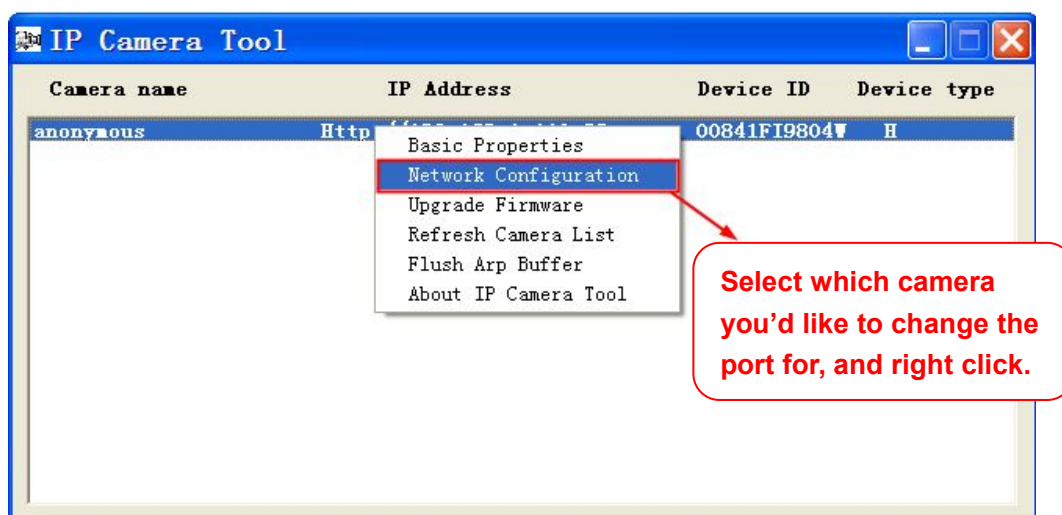 IP Camera Tool
Camera name IP Address Device ID Device type
anonymous Http 00841FI9804W H
Basic Properties
Network Configuration
Upgrade Firmware
Refresh Camera List
Flush Arp Buffer
About IP Camera Tool
Select which camera
you’d like to change the
port for, and right click.